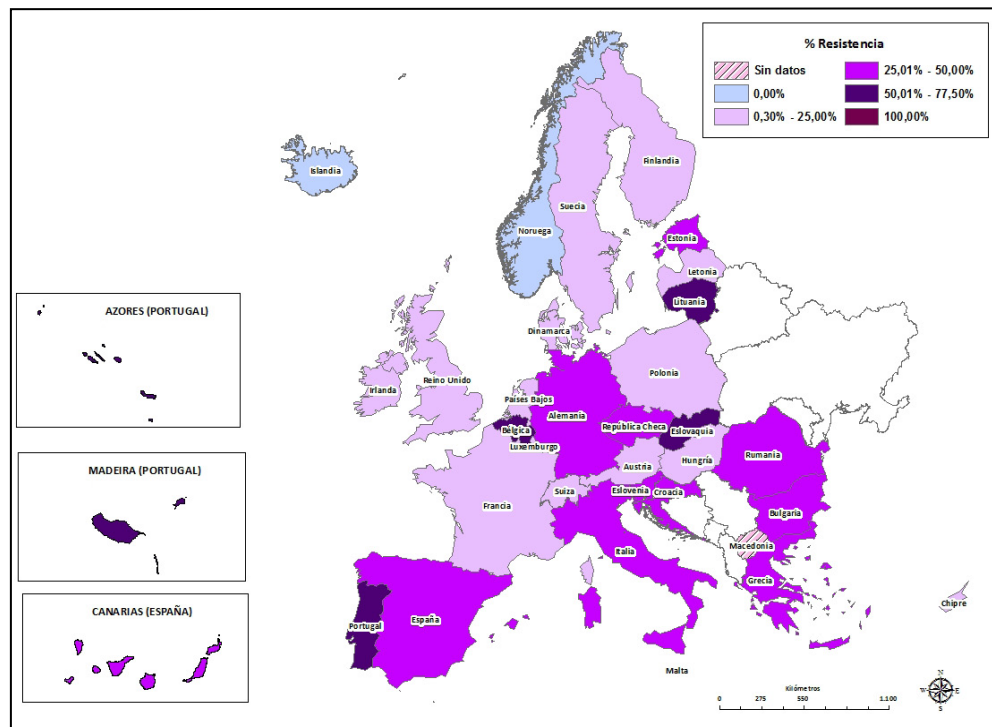 % Resistencia
Sin datos
0,00%
0,30% - 25,00%
25,01% - 50,00%
50,01% - 77,50%
100,00%
Islandia
Finlandia
Suecia
Noruega
Estonia
Letonia
Lituania
Dinamarca
AZORES (PORTUGAL)
Irlanda
Reino Unido
Países Bajos
Polonia
Alemania
Bélgica
República Checa
Eslovaquia
Luxemburgo
Rumanía
Austria
Hungría
MADEIRA (PORTUGAL)
Suiza
Eslovenia
Croacia
Francia
Bulgaría
Italia
Macedonia
Grecia
Chipre
CANARIAS (ESPAÑA)
España
Portugal
Malta
Kilómetros
0 275 550 1.100
N
O E
S